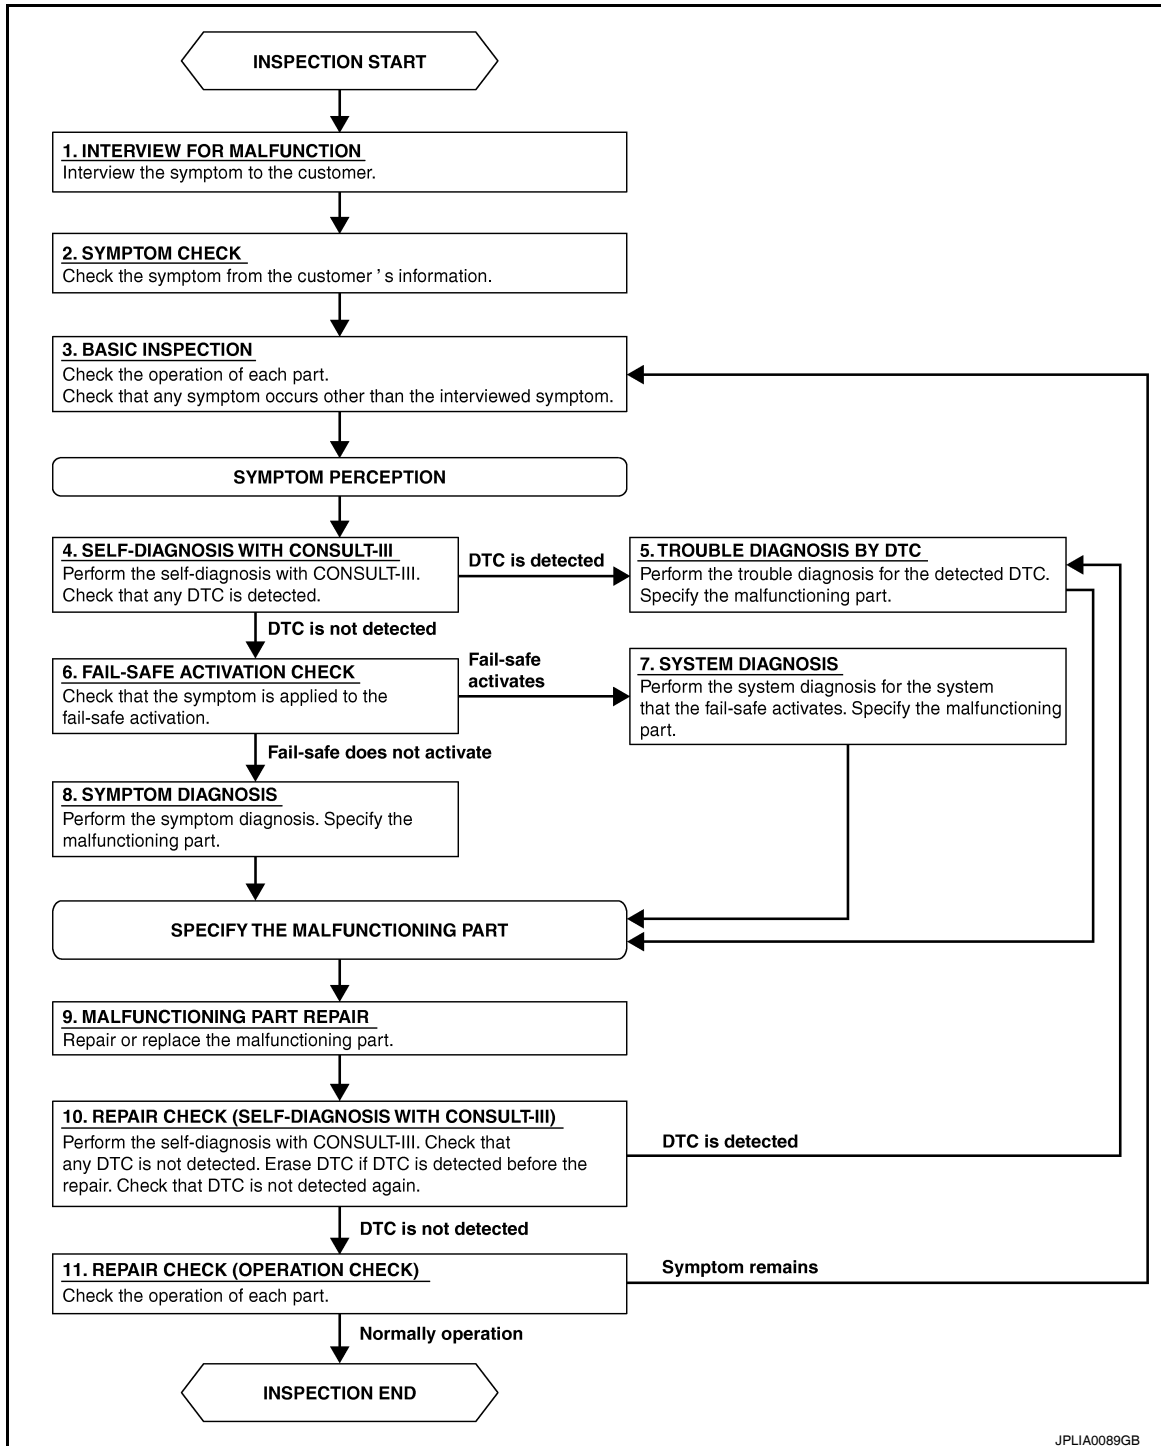 INSPECTION START
1. INTERVIEW FOR MALFUNCTION
Interview the symptom to the customer.
2. SYMPTOM CHECK
Check the symptom from the customer ’ s information.
3. BASIC INSPECTION
Check the operation of each part.
Check that any symptom occurs other than the interviewed symptom.
SYMPTOM PERCEPTION
4. SELF-DIAGNOSIS WITH CONSULT-III
Perform the self-diagnosis with CONSULT-III.
Check that any DTC is detected.
DTC is detected
5. TROUBLE DIAGNOSIS BY DTC
Perform the trouble diagnosis for the detected DTC.
Specify the malfunctioning part.
DTC is not detected
6. FAIL-SAFE ACTIVATION CHECK
Check that the symptom is applied to the
fail-safe activation.
Fail-safe
activates
7. SYSTEM DIAGNOSIS
Perform the system diagnosis for the system
that the fail-safe activates. Specify the malfunctioning
part.
Fail-safe does not activate
8. SYMPTOM DIAGNOSIS
Perform the symptom diagnosis. Specify the
malfunctioning part.
SPECIFY THE MALFUNCTIONING PART
9. MALFUNCTIONING PART REPAIR
Repair or replace the malfunctioning part.
10. REPAIR CHECK (SELF-DIAGNOSIS WITH CONSULT-III)
Perform the self-diagnosis with CONSULT-III. Check that
any DTC is not detected. Erase DTC if DTC is detected before the
repair. Check that DTC is not detected again.
DTC is detected
DTC is not detected
11. REPAIR CHECK (OPERATION CHECK)
Check the operation of each part.
Symptom remains
Normally operation
INSPECTION END
JPLIA0089GB